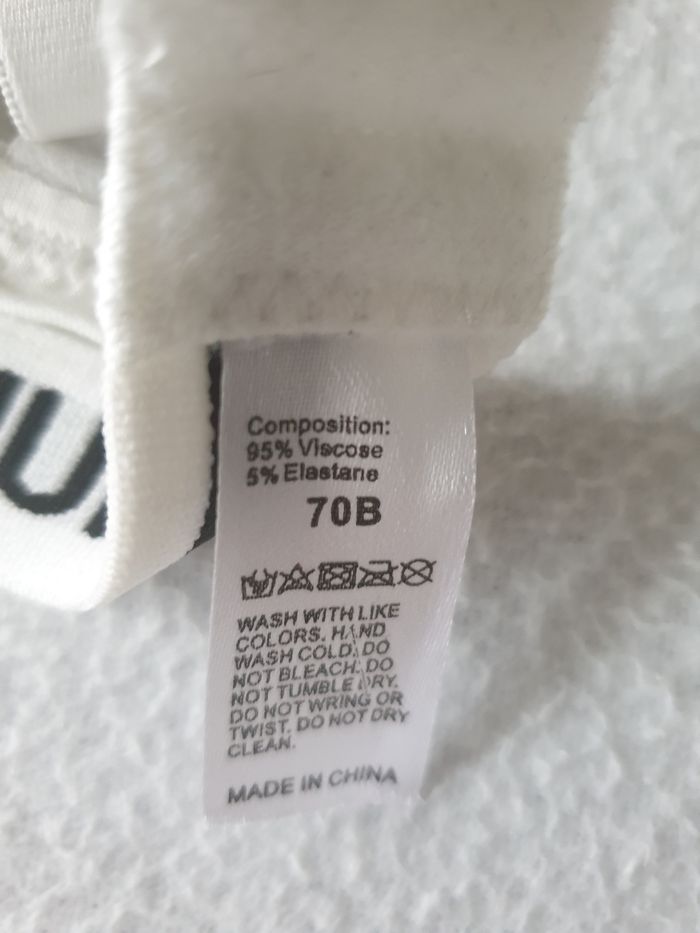 Composition:
95% Viscose
5% Elastane
70B
WASH WITH LIKE
COLORS. HAND
WASH COLD. DO
NOT BLEACH. DO
NOT TUMBLE DRY.
DO NOT WRING OR
TWIST. DO NOT DRY
CLEAN.
MADE IN CHINA